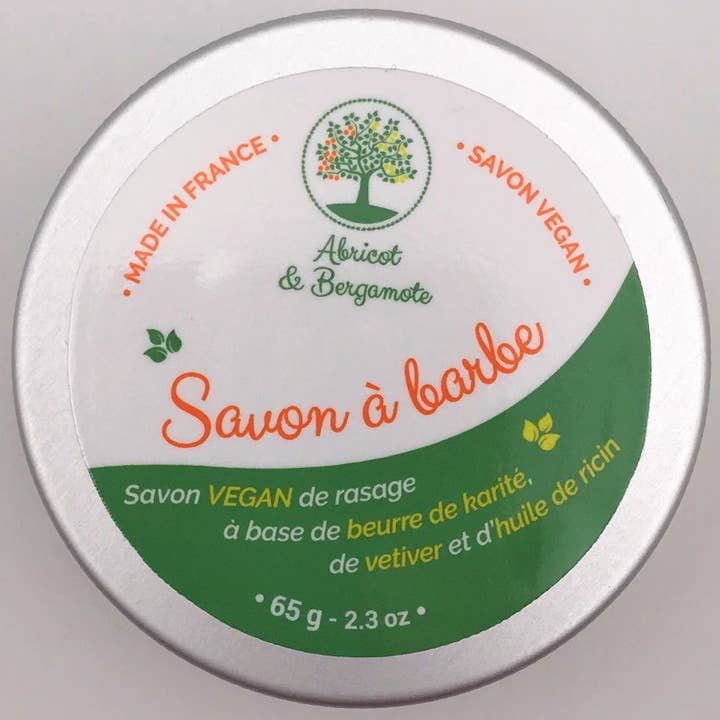 • MADE IN FRANCE •
• SAVON VEGAN •
Abricot
& Bergamote
Savon à barbe
Savon VEGAN de rasage
à base de beurre de karité,
de vetiver et d'huile de ricin
• 65 g - 2.3 oz •